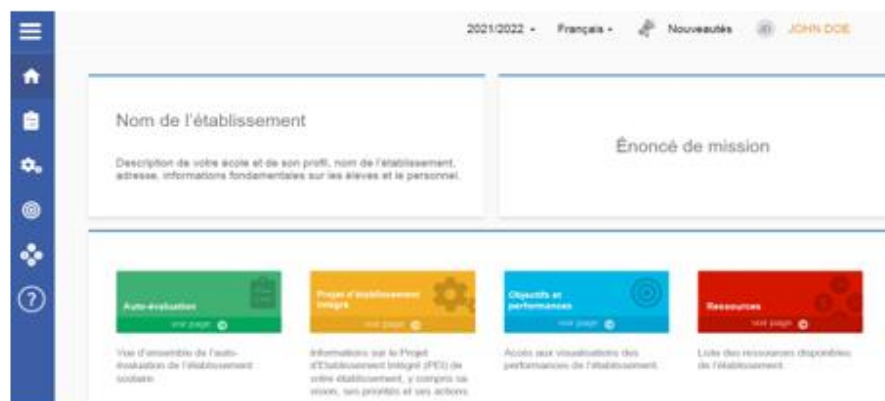 2021/2022
Français
Nouveautés
JD
JOHN DOE
Nom de l'établissement
Description de votre école et de son profil, nom de l'établissement,
adresse, informations fondamentales sur les élèves et le personnel.
Énoncé de mission
Auto-évaluation
voir page
Projet d'établissement
intégré
voir page
Objectifs et
performances
voir page
Ressources
voir page
Vue d'ensemble de l'auto-
évaluation de l'établissement
scolaire.
Informations sur le Projet
d'Etablissement Intégré (PEI) de
votre établissement, y compris sa
vision, ses priorités et ses actions.
Accès aux visualisations des
performances de l'établissement.
Liste des ressources disponibles
de l'établissement.